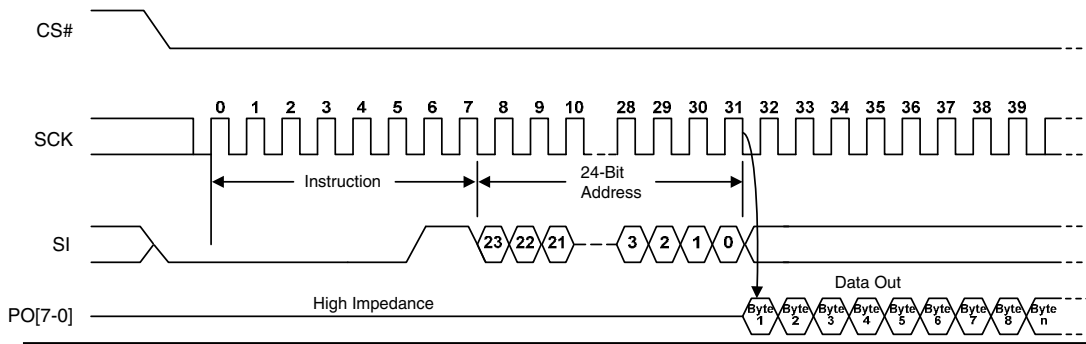 CS#
0 1 2 3 4 5 6 7 8 9 10 28 29 30 31 32 33 34 35 36 37 38 39
SCK
Instruction
24-Bit
Address
SI
23 22 21 3 2 1 0
Data Out
High Impedance
PO[7-0]
Byte 1 Byte 2 Byte 3 Byte 4 Byte 5 Byte 6 Byte 7 Byte 8 Byte n